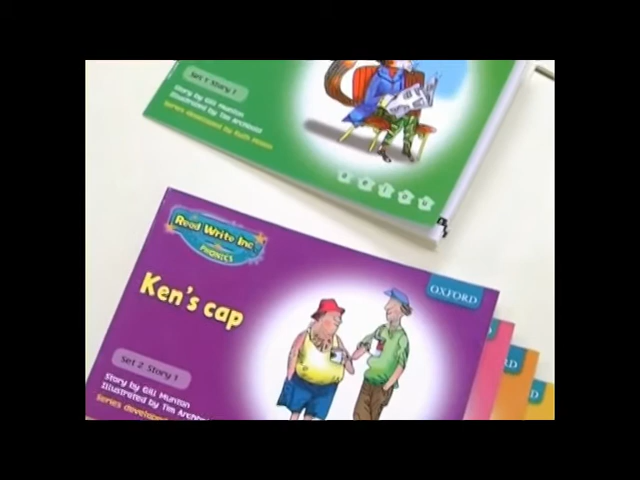 Set 1 Story 1
Story by Gill Munton
Illustrated by Tim Archbold
Series developed by Ruth Miskin
Read Write Inc.
PHONICS
OXFORD
Ken's cap
Set 2 Story 1
Story by Gill Munton
Illustrated by Tim
Series developed